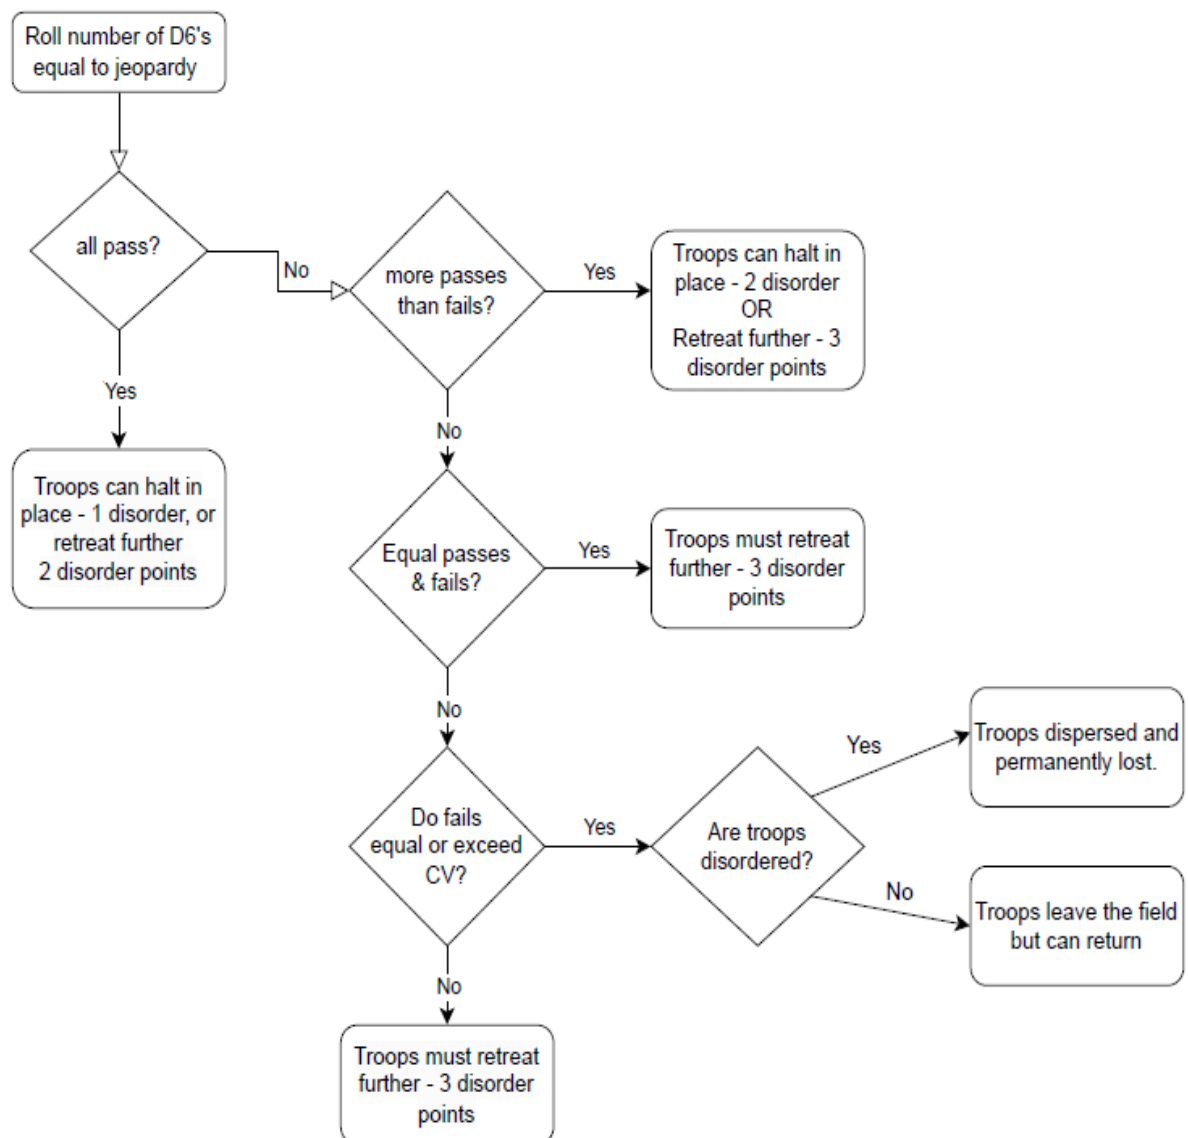 Roll number of D6's
equal to jeopardy
all pass?
No
more passes
than fails?
Yes
Troops can halt in
place - 2 disorder
OR
Retreat further - 3
disorder points
Yes
No
Troops can halt in
place - 1 disorder, or
retreat further
2 disorder points
Equal passes
& fails?
Yes
Troops must retreat
further - 3 disorder
points
No
Do fails
equal or exceed
CV?
Yes
Are troops
disordered?
Yes
Troops dispersed and
permanently lost.
No
Troops leave the field
but can return
No
Troops must retreat
further - 3 disorder
points